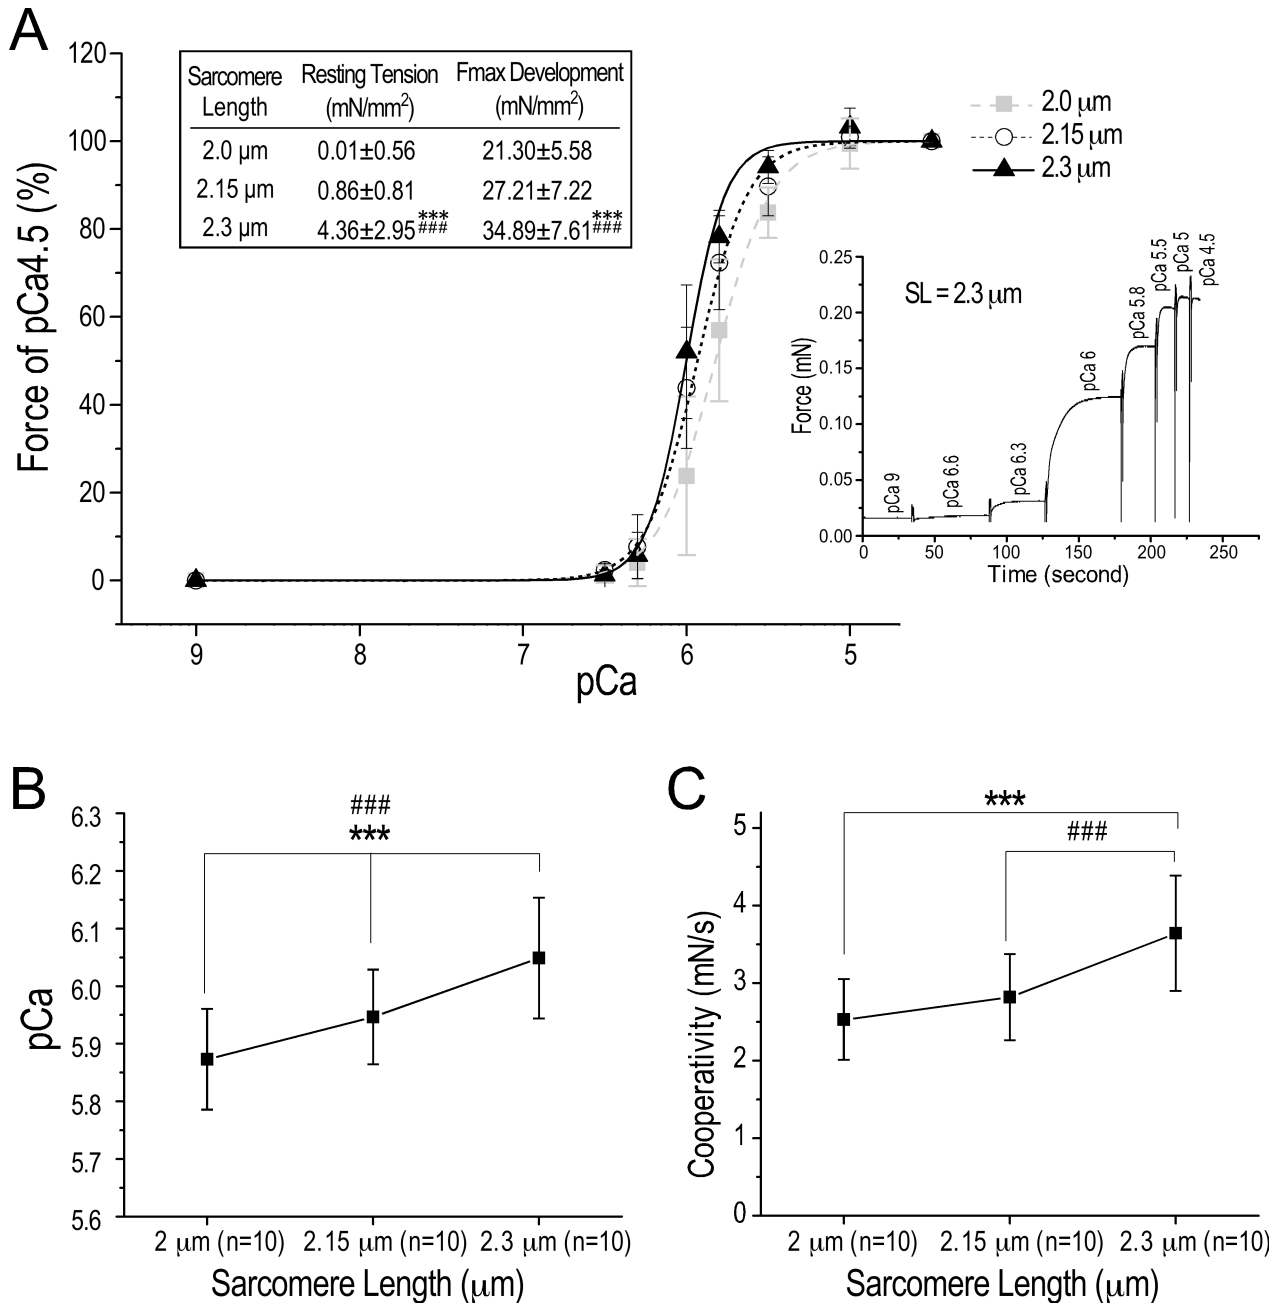 A
120
100
80
60
40
20
0
Force of pCa4.5 (%)
Sarcomere Length Resting Tension (mN/mm²) Fmax Development (mN/mm²)
2.0 µm 0.01±0.56 21.30±5.58
2.15 µm 0.86±0.81 27.21±7.22
2.3 µm 4.36±2.95 *** ### 34.89±7.61 *** ###
2.0 µm
2.15 µm
2.3 µm
9 8 7 6 5
pCa
SL = 2.3 µm
0.25
0.20
0.15
0.10
0.05
0.00
Force (mN)
pCa 9
pCa 6.6
pCa 6.3
pCa 6
pCa 5.8
pCa 5.5
pCa 5
pCa 4.5
0 50 100 150 200 250
Time (second)
B
6.3
6.2
6.1
6.0
5.9
5.8
5.7
5.6
pCa
###
***
2 µm (n=10) 2.15 µm (n=10) 2.3 µm (n=10)
Sarcomere Length (µm)
C
5
4
3
2
1
0
Cooperativity (mN/s)
***
###
2 µm (n=10) 2.15 µm (n=10) 2.3 µm (n=10)
Sarcomere Length (µm)